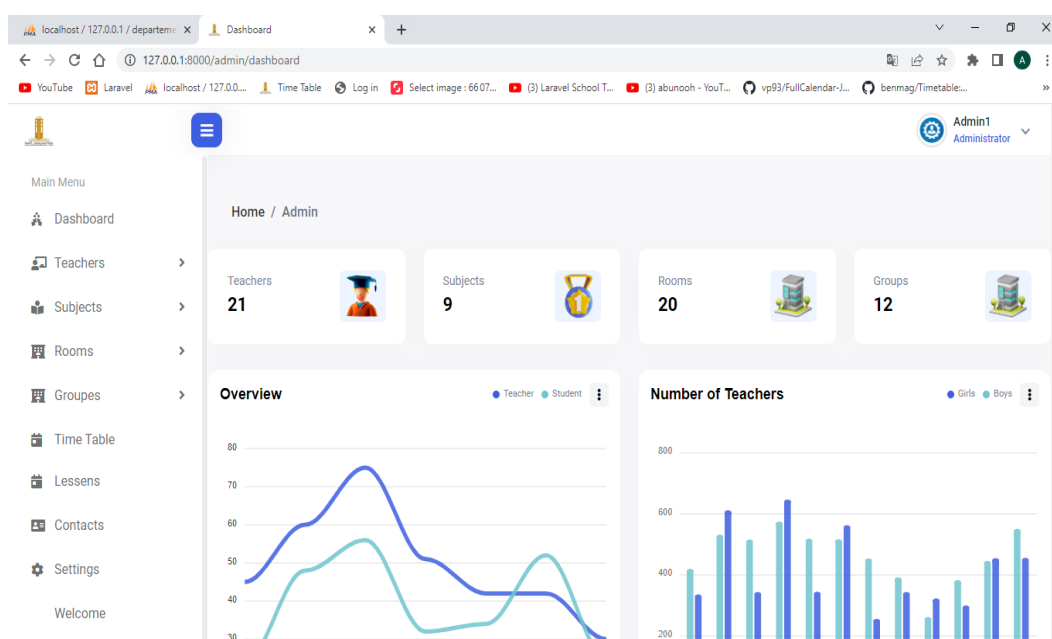 localhost / 127.0.0.1 / departeme
Dashboard
127.0.0.1:8000/admin/dashboard
A
YouTube
Laravel
localhost / 127.0.0....
Time Table
Log in
Select image : 6607...
(3) Laravel School T...
(3) abunooh - YouT...
vp93/FullCalendar-J...
benmag/Timetable:...
Admin1
Administrator
Main Menu
Dashboard
Teachers
Subjects
Rooms
Groupes
Time Table
Lessens
Contacts
Settings
Welcome
Home / Admin
Teachers
21
Subjects
9
1
Rooms
20
Groups
12
Overview
Teacher
Student
80
70
60
50
40
30
Number of Teachers
Girls
Boys
800
600
400
200